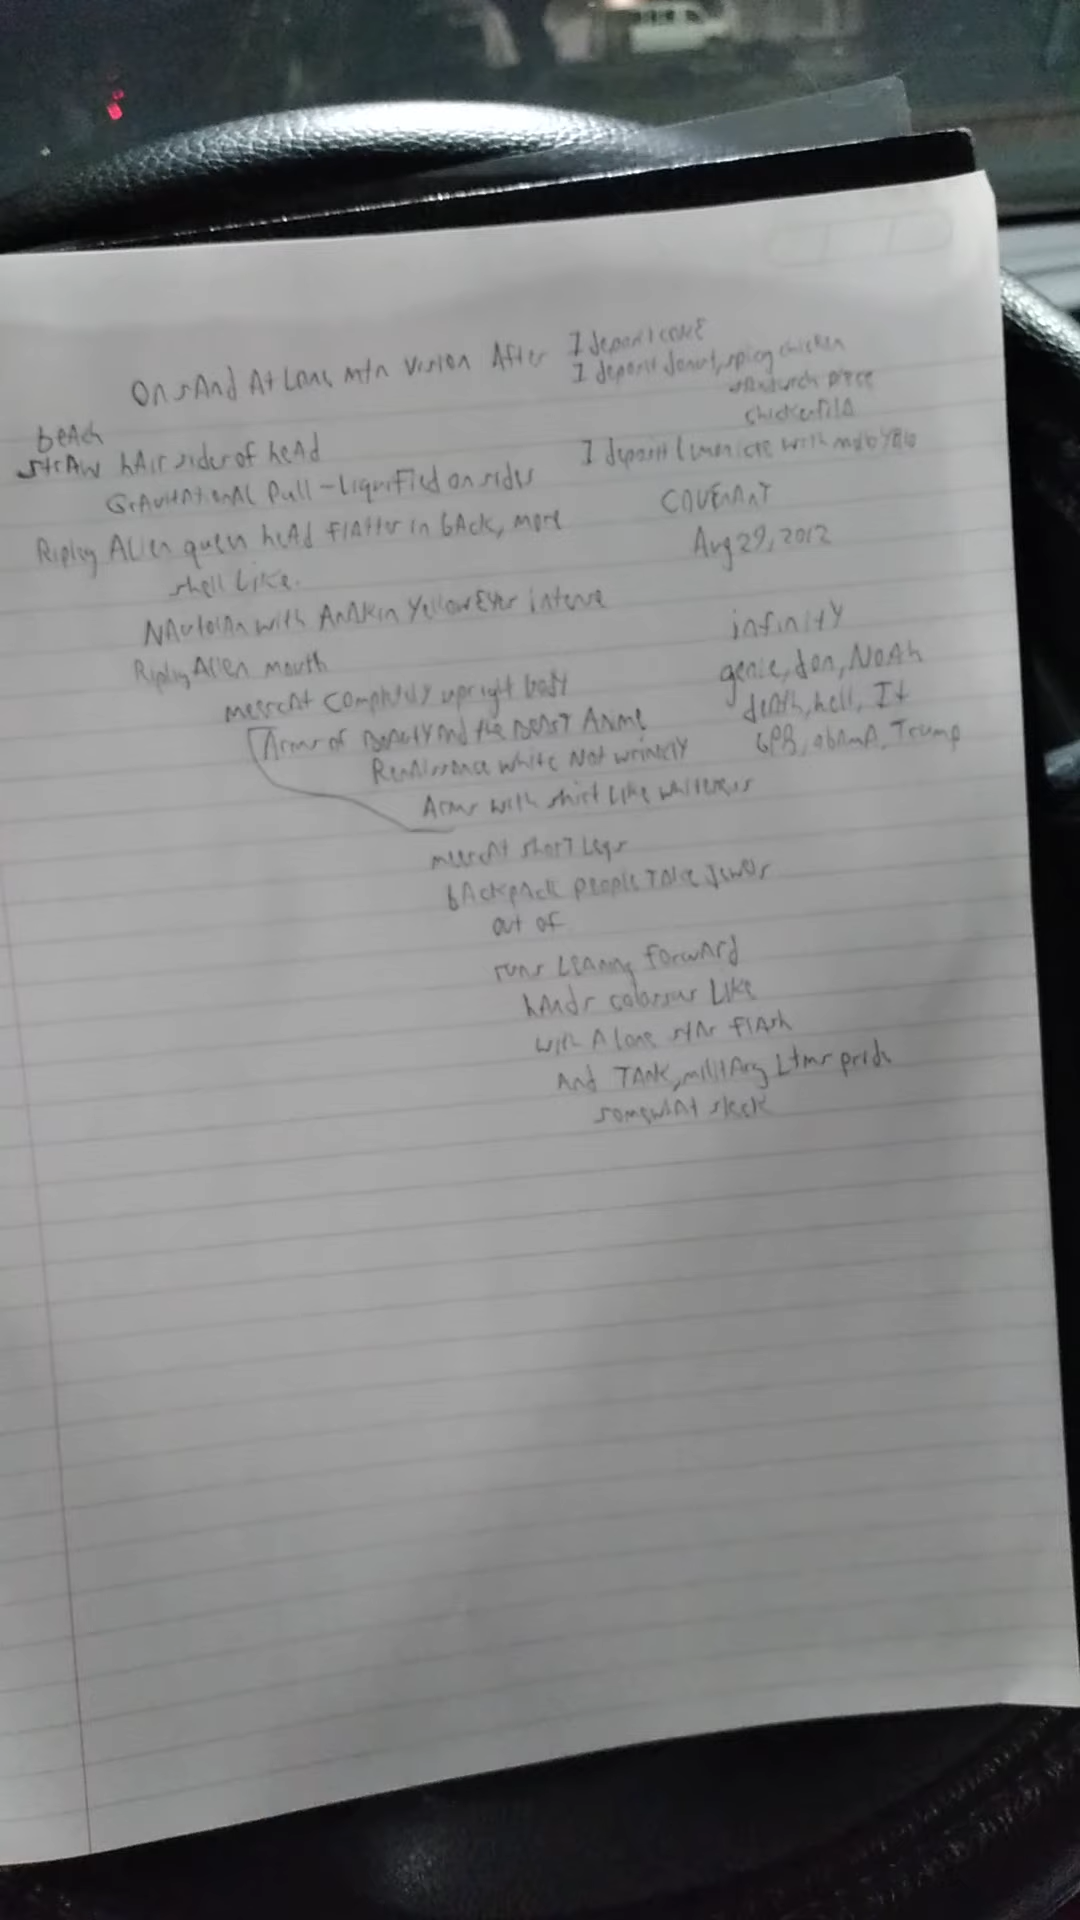 On sAnd At Lone mtn vision After
I deposit coke
I deposit donut, spicy chicken
sandwich piece
chickenfila
I deposit with
COVENANT
Aug 29, 2012
infinity
genie, don, NoAh
death, hell, It
GPB, obAmA, Trump
beAch
strAw hAir sides of heAd
GrAvitAtionAl Pull - Liquified on sides
Ripley Alien queen heAd flAtter in bAck, more
shell Like.
NAutolAn with AnAkin Yellow Eyes intense
Ripley Alien mouth
meercAt completely upright body
Arms of BeAutY And the BeAsT Anime
RenAissance white Not wrinkly
Arms with shirt Like
meercAt short Legs
bAckpAck people TAke Jewels
out of
runs LeAning forwArd
hAnds colossus Like
with A Lone stAr flAsh
And TAnk, militAry
somewhAt sleek